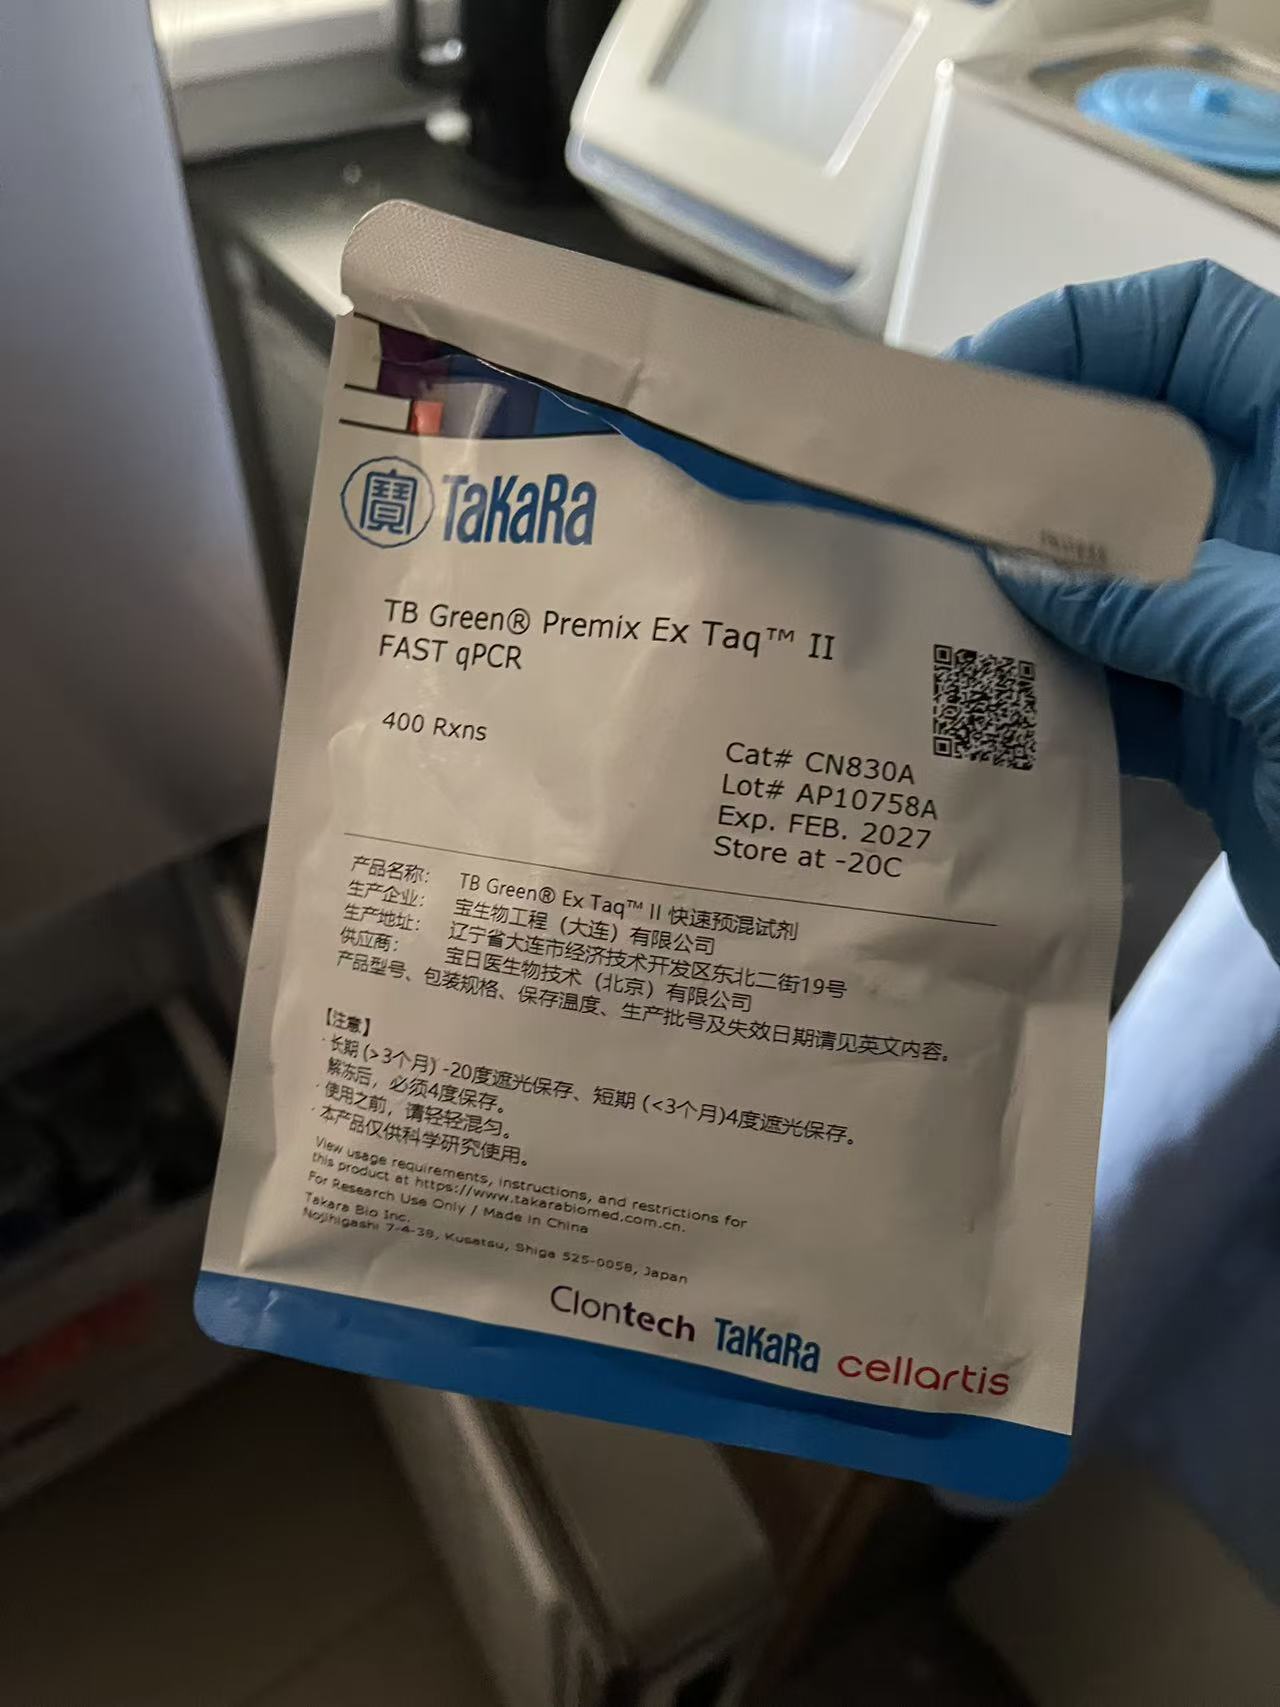 寶 TaKaRa
TB Green® Premix Ex Taq™ II
FAST qPCR
400 Rxns
Cat# CN830A
Lot# AP10758A
Exp. FEB. 2027
Store at -20C
产品名称: TB Green® Ex Taq™ II 快速预混试剂
生产企业: 宝生物工程（大连）有限公司
生产地址: 辽宁省大连市经济技术开发区东北二街19号
供应商: 宝日医生物技术（北京）有限公司
产品型号、包装规格、保存温度、生产批号及失效日期请见英文内容。
【注意】
·长期 (>3个月) -20度遮光保存、短期 (<3个月)4度遮光保存。
解冻后，必须4度保存。
·使用之前，请轻轻混匀。
·本产品仅供科学研究使用。
View usage requirements, instructions, and restrictions for
this product at https://www.takarabiomed.com.cn.
For Research Use Only / Made in China
Takara Bio Inc.
Nojihigashi 7-4-38, Kusatsu, Shiga 525-0058, Japan
Clontech TaKaRa cellartis